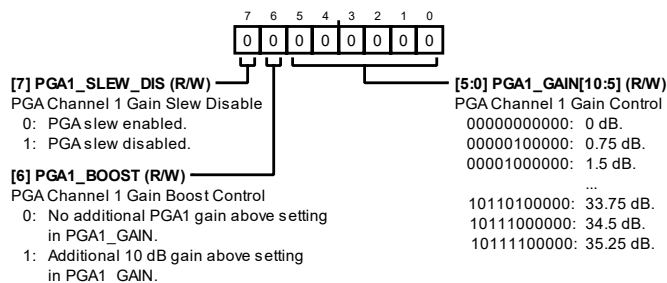 7 6 5 4 3 2 1 0
0 0 0 0 0 0 0 0
[7] PGA1_SLEW_DIS (R/W)
PGA Channel 1 Gain Slew Disable
0: PGA slew enabled.
1: PGA slew disabled.
[6] PGA1_BOOST (R/W)
PGA Channel 1 Gain Boost Control
0: No additional PGA1 gain above setting
in PGA1_GAIN.
1: Additional 10 dB gain above setting
in PGA1_GAIN.
[5:0] PGA1_GAIN[10:5] (R/W)
PGA Channel 1 Gain Control
00000000000: 0 dB.
00000100000: 0.75 dB.
00001000000: 1.5 dB.
...
10110100000: 33.75 dB.
10111000000: 34.5 dB.
10111100000: 35.25 dB.